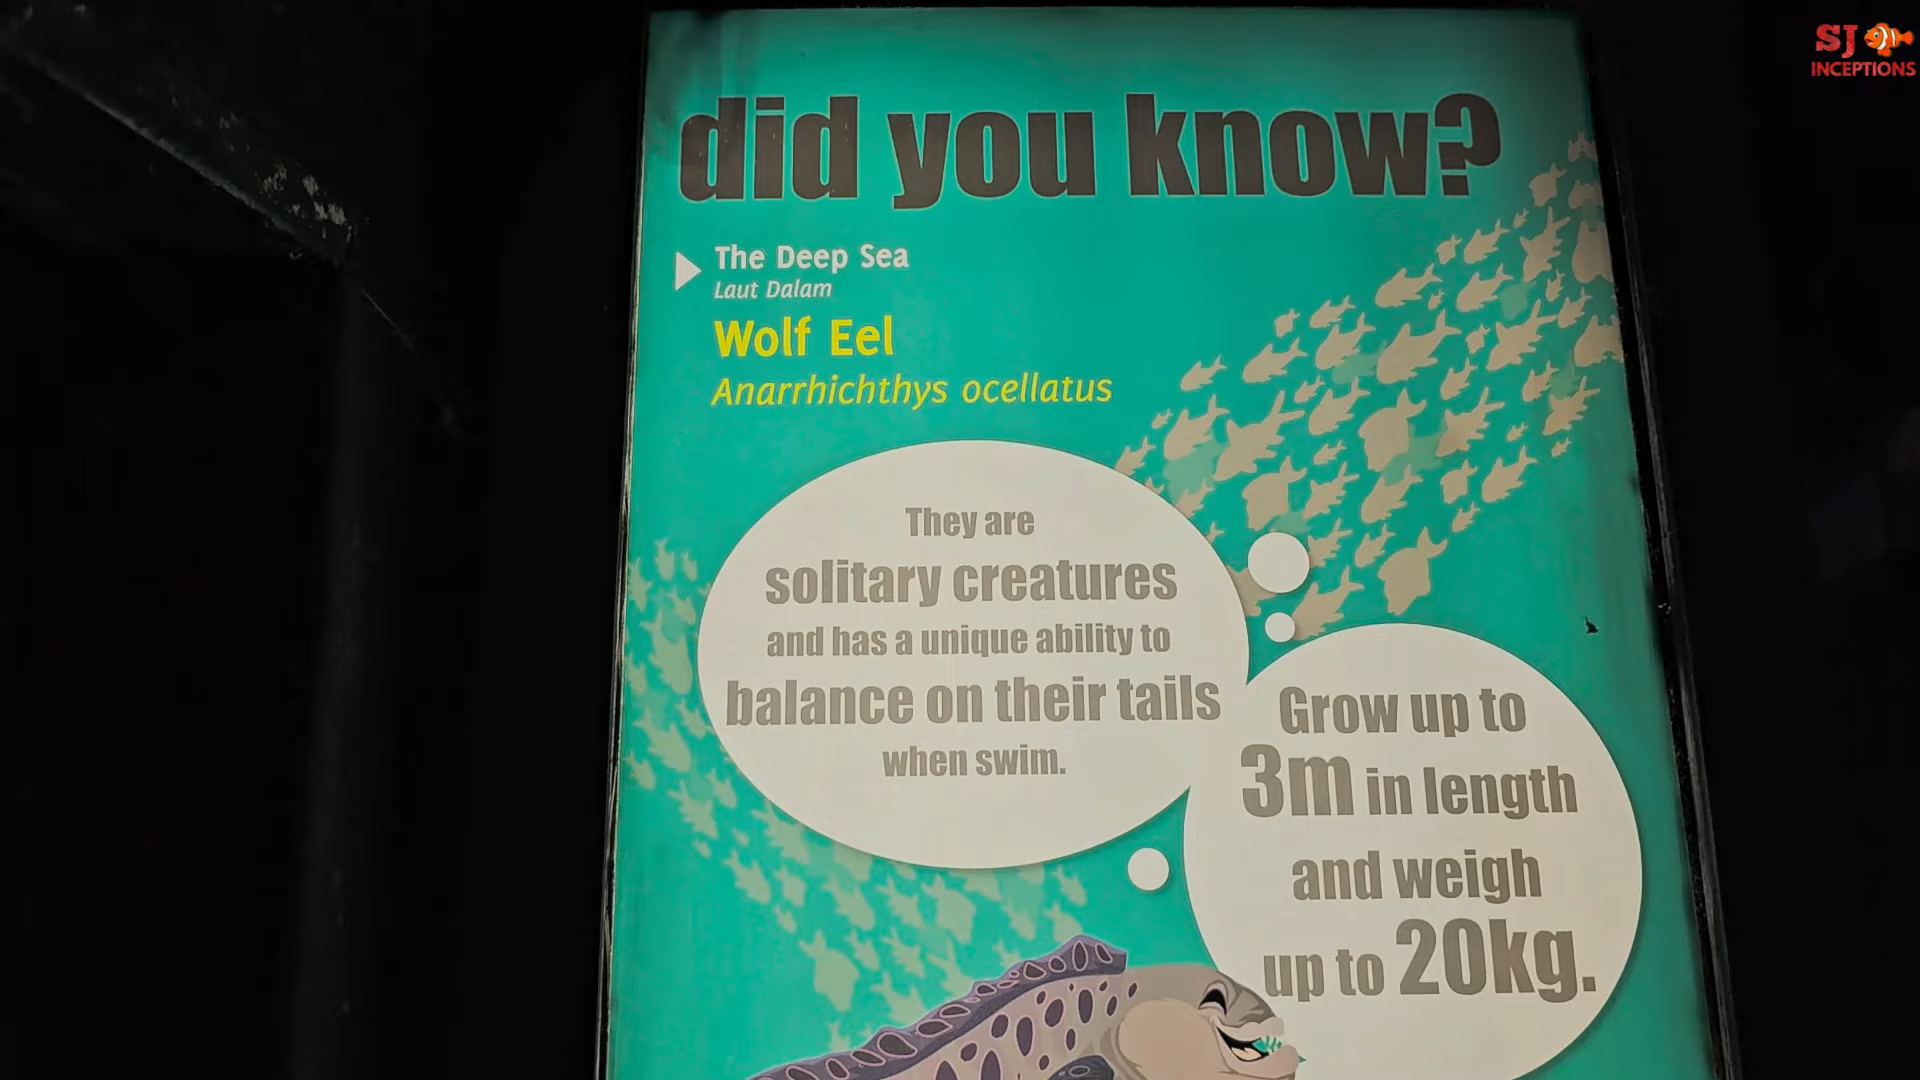 SJ
INCEPTIONS
did you know?
The Deep Sea
Laut Dalam
Wolf Eel
Anarrhichthys ocellatus
They are
solitary creatures
and has a unique ability to
balance on their tails
when swim.
Grow up to
3m in length
and weigh
up to 20kg.